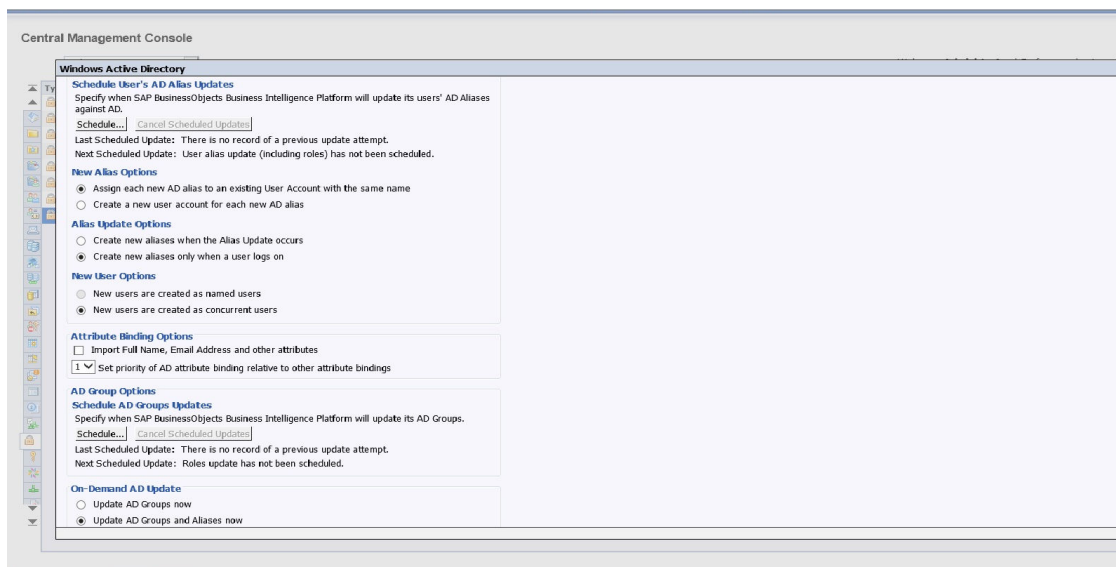 Central Management Console
Windows Active Directory
Ty
Schedule User's AD Alias Updates
Specify when SAP BusinessObjects Business Intelligence Platform will update its users' AD Aliases
against AD.
Schedule... Cancel Scheduled Updates
Last Scheduled Update: There is no record of a previous update attempt.
Next Scheduled Update: User alias update (including roles) has not been scheduled.
New Alias Options
Assign each new AD alias to an existing User Account with the same name
Create a new user account for each new AD alias
Alias Update Options
Create new aliases when the Alias Update occurs
Create new aliases only when a user logs on
New User Options
New users are created as named users
New users are created as concurrent users
Attribute Binding Options
Import Full Name, Email Address and other attributes
1 Set priority of AD attribute binding relative to other attribute bindings
AD Group Options
Schedule AD Groups Updates
Specify when SAP BusinessObjects Business Intelligence Platform will update its AD Groups.
Schedule... Cancel Scheduled Updates
Last Scheduled Update: There is no record of a previous update attempt.
Next Scheduled Update: Roles update has not been scheduled.
On-Demand AD Update
Update AD Groups now
Update AD Groups and Aliases now